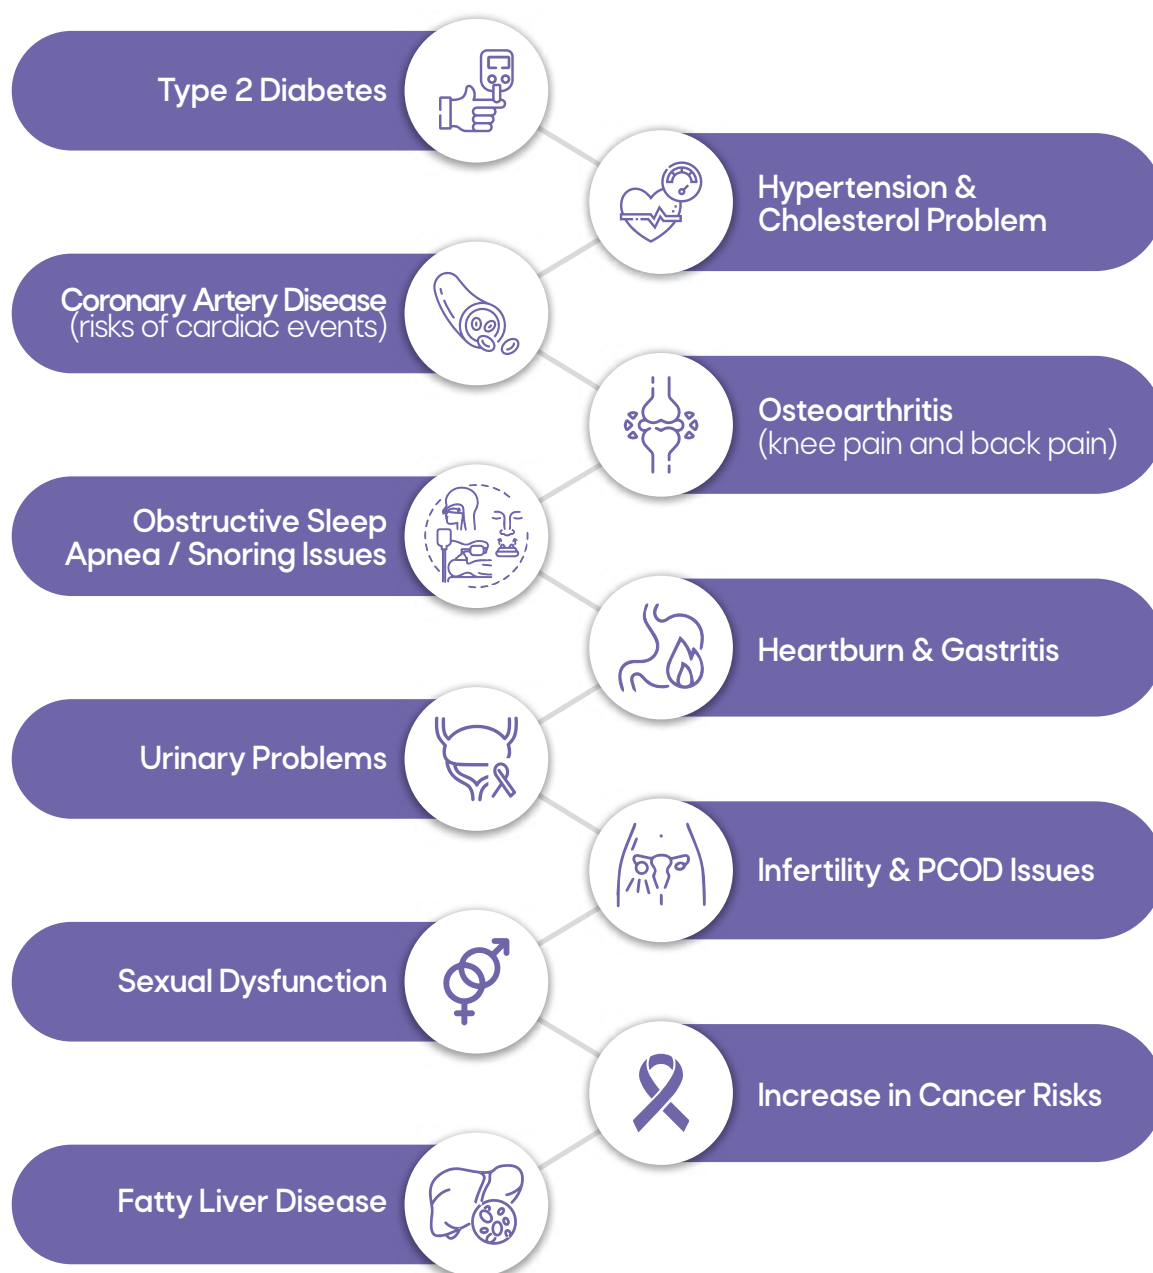 Type 2 Diabetes
Hypertension &
Cholesterol Problem
Coronary Artery Disease
(risks of cardiac events)
Osteoarthritis
(knee pain and back pain)
Obstructive Sleep
Apnea / Snoring Issues
Heartburn & Gastritis
Urinary Problems
Infertility & PCOD Issues
Sexual Dysfunction
Increase in Cancer Risks
Fatty Liver Disease